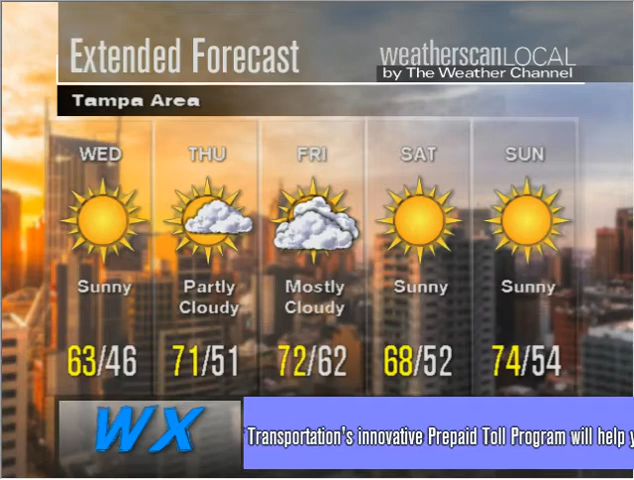 Extended Forecast
weatherscanLOCAL
by The Weather Channel
Tampa Area
WED THU FRI SAT SUN
Sunny Partly Cloudy Mostly Cloudy Sunny Sunny
63/46 71/51 72/62 68/52 74/54
WX
Transportation's innovative Prepaid Toll Program will help